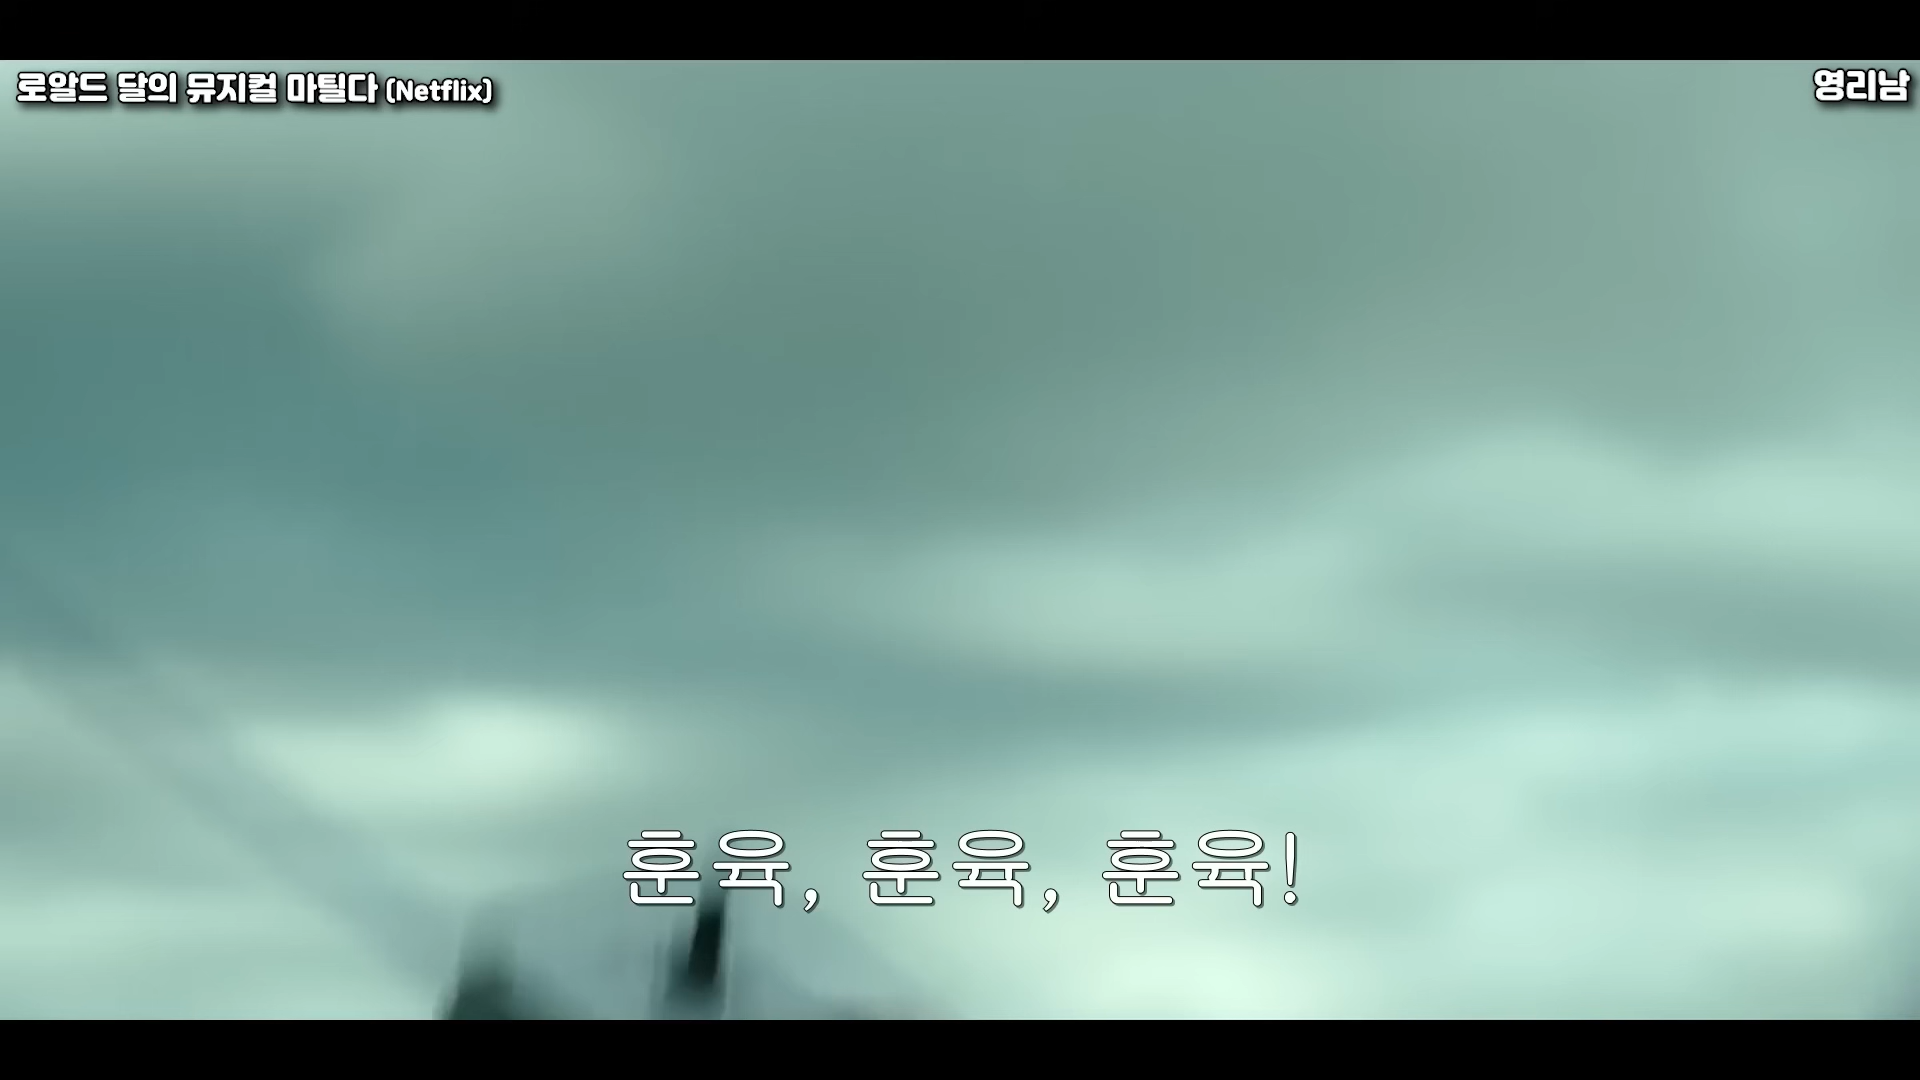 로알드 달의 뮤지컬 마틸다 (Netflix)
영리남
훈육, 훈육, 훈육!